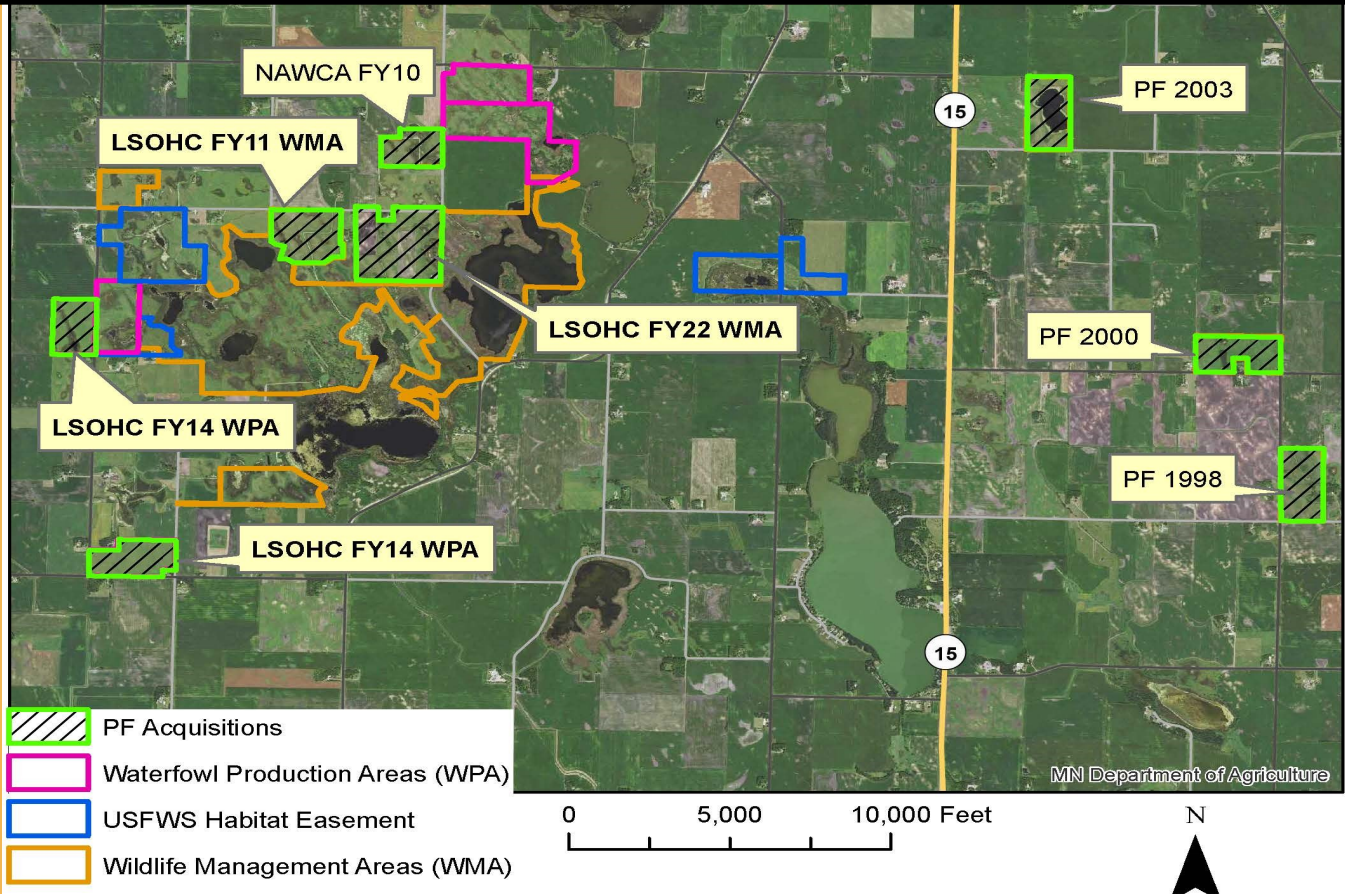 NAWCA FY10
PF 2003
15
LSOHC FY11 WMA
LSOHC FY22 WMA
PF 2000
LSOHC FY14 WPA
PF 1998
LSOHC FY14 WPA
15
PF Acquisitions
Waterfowl Production Areas (WPA)
USFWS Habitat Easement
Wildlife Management Areas (WMA)
MN Department of Agriculture
0 5,000 10,000 Feet
N